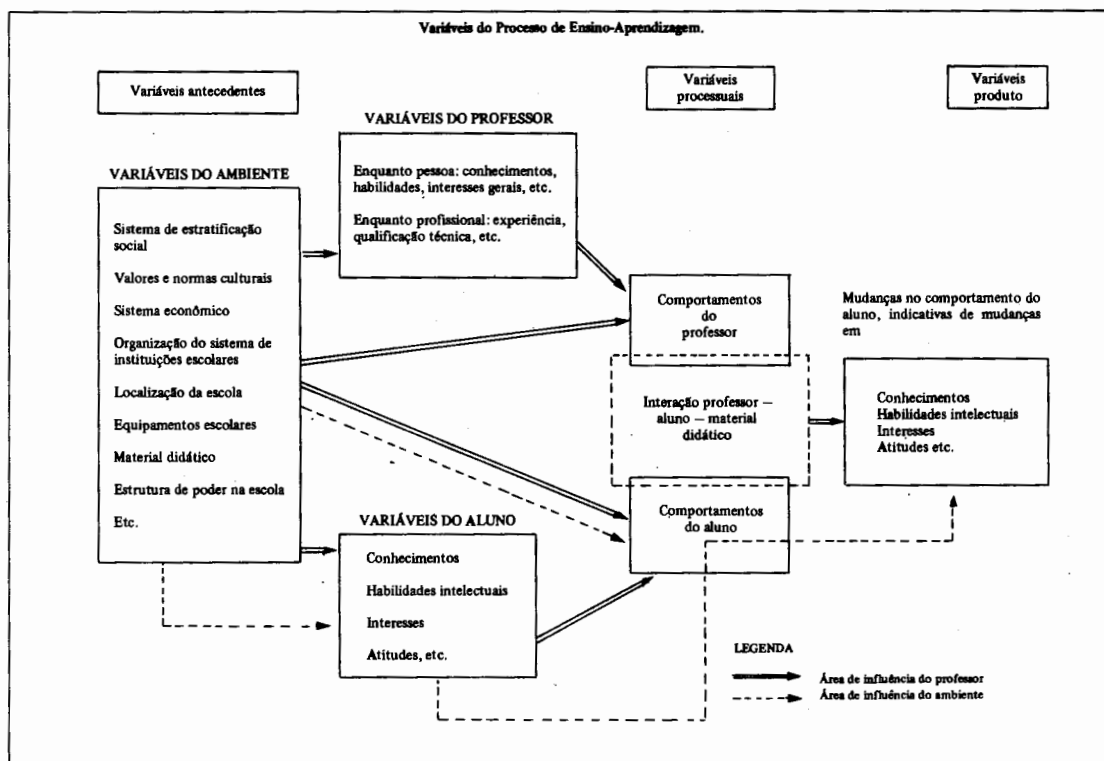 Variáveis do Processo de Ensino-Aprendizagem.
Variáveis antecedentes
Variáveis
processuais
Variáveis
produto
VARIÁVEIS DO PROFESSOR
Enquanto pessoa: conhecimentos,
habilidades, interesses gerais, etc.
Enquanto profissional: experiência,
qualificação técnica, etc.
VARIÁVEIS DO AMBIENTE
Sistema de estratificação
social
Valores e normas culturais
Sistema econômico
Organização do sistema de
instituições escolares
Localização da escola
Equipamentos escolares
Material didático
Estrutura de poder na escola
Etc.
Comportamentos
do
professor
Interação professor –
aluno – material
didático
Comportamentos
do aluno
Mudanças no comportamento do
aluno, indicativas de mudanças
em
Conhecimentos
Habilidades intelectuais
Interesses
Atitudes etc.
VARIÁVEIS DO ALUNO
Conhecimentos
Habilidades intelectuais
Interesses
Atitudes, etc.
LEGENDA
Área de influência do professor
Área de influência do ambiente